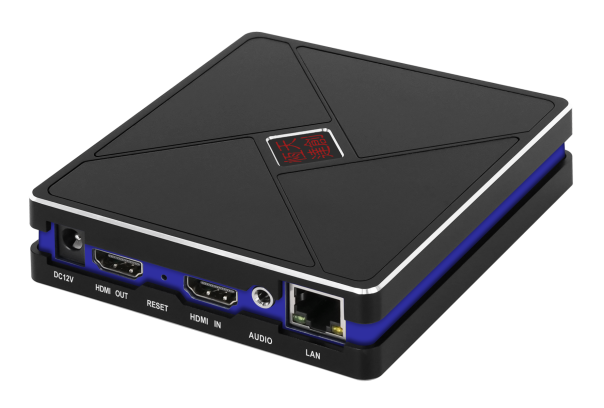 DC12V
HDMI OUT
RESET
HDMI IN
AUDIO
LAN